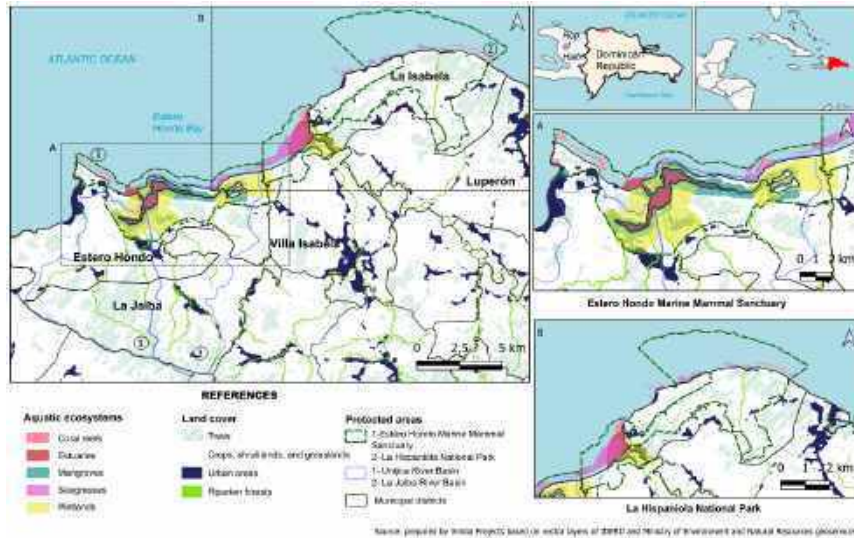 B
A
ATLANTIC OCEAN
Estero
Hondo Bay
①
②
La Isabela
Luperón
Estero Hondo
Villa Isabela
La Jaiba
①
②
0 2.5 5 km
Dominican
Republic
A
0 1 2 km
Estero Hondo Marine Mammal Sanctuary
B
0 1 2 km
La Hispaniola National Park
REFERENCES
Aquatic ecosystems
Coral reefs
Estuaries
Mangroves
Seagrasses
Wetlands
Land cover
Trees
Crops, shrublands, and grasslands
Urban areas
Riparian forests
Protected areas
1-Estero Hondo Marine Mammal
Sanctuary
2-La Hispaniola National Park
1- Unijica River Basin
2-La Jaiba River Basin
Municipal districts